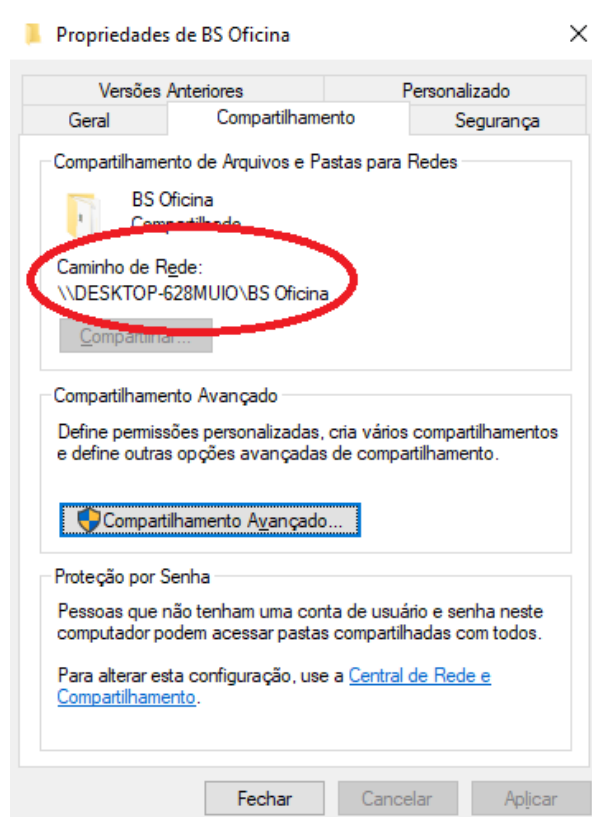 Propriedades de BS Oficina
Versões Anteriores
Personalizado
Geral
Compartilhamento
Segurança
Compartilhamento de Arquivos e Pastas para Redes
BS Oficina
Compartilhado
Caminho de Rede:
\\DESKTOP-628MUIO\BS Oficina
Compartilhar...
Compartilhamento Avançado
Define permissões personalizadas, cria vários compartilhamentos
e define outras opções avançadas de compartilhamento.
Compartilhamento Avançado...
Proteção por Senha
Pessoas que não tenham uma conta de usuário e senha neste
computador podem acessar pastas compartilhadas com todos.
Para alterar esta configuração, use a Central de Rede e
Compartilhamento.
Fechar
Cancelar
Aplicar